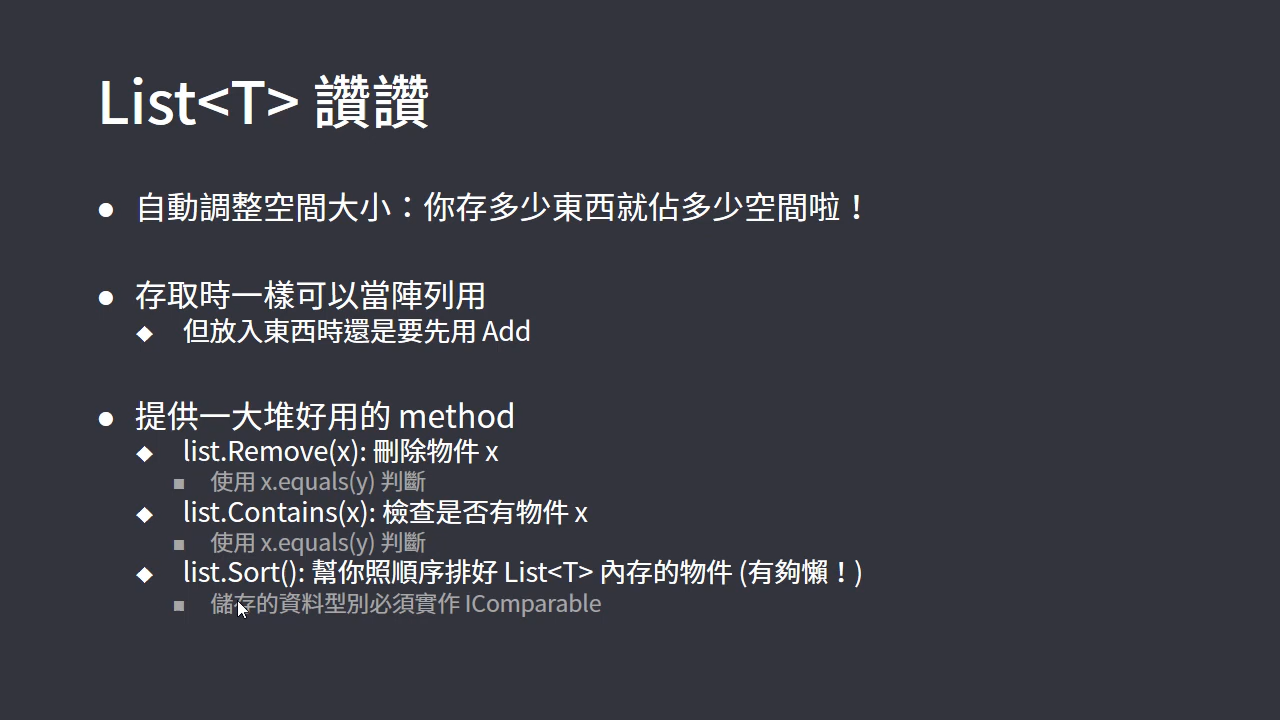 List<T> 讚讚
● 自動調整空間大小：你存多少東西就佔多少空間啦！
● 存取時一樣可以當陣列用
◆ 但放入東西時還是要先用 Add
● 提供一大堆好用的 method
◆ list.Remove(x): 刪除物件 x
■ 使用 x.equals(y) 判斷
◆ list.Contains(x): 檢查是否有物件 x
■ 使用 x.equals(y) 判斷
◆ list.Sort(): 幫你照順序排好 List<T> 內存的物件 (有夠懶！)
■ 儲存的資料型別必須實作 IComparable